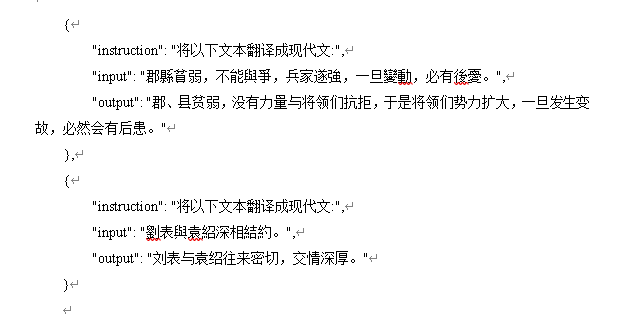 {
"instruction": "将以下文本翻译成现代文:",
"input": "郡縣貧弱，不能與爭，兵家遂強，一旦變動，必有後憂。",
"output": "郡、县贫弱，没有力量与将领们抗拒，于是将领们势力扩大，一旦发生变
故，必然会有后患。"
},
{
"instruction": "将以下文本翻译成现代文:",
"input": "劉表與袁紹深相結約。",
"output": "刘表与袁绍往来密切，交情深厚。"
}